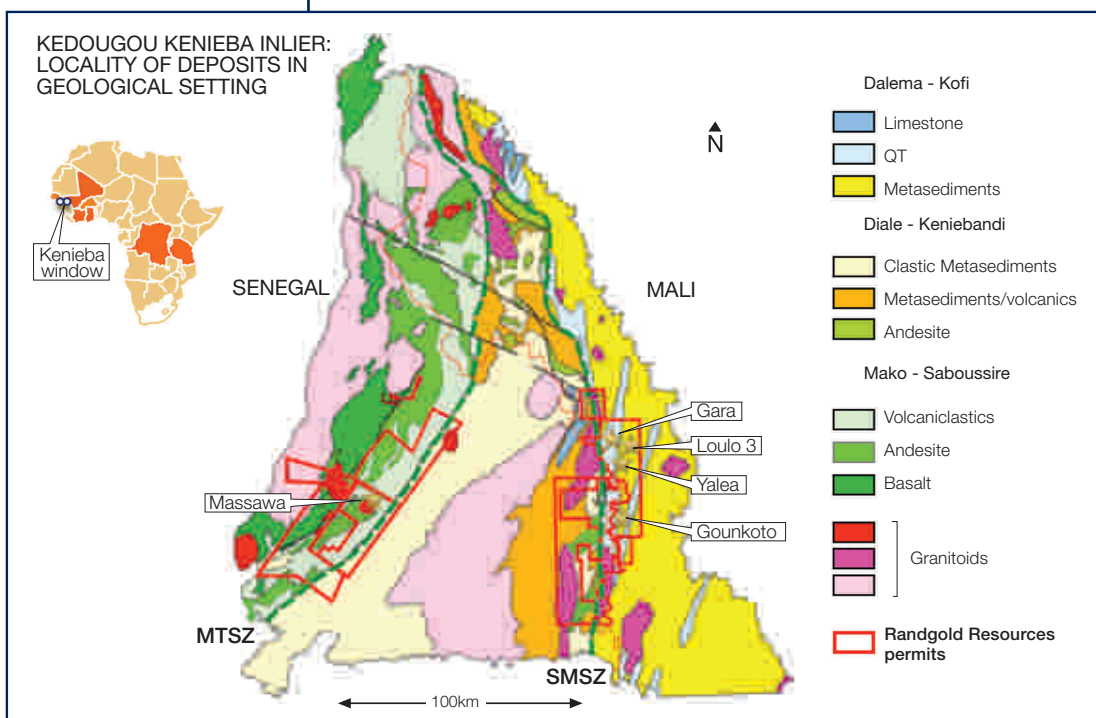 KEDOUGOU KENIEBA INLIER:
LOCALITY OF DEPOSITS IN
GEOLOGICAL SETTING
Kenieba
window
SENEGAL
MALI
N
Gara
Loulo 3
Yalea
Gounkoto
Massawa
MTSZ
SMSZ
100km
Dalema - Kofi
Limestone
QT
Metasediments
Diale - Keniebandi
Clastic Metasediments
Metasediments/volcanics
Andesite
Mako - Saboussire
Volcaniclastics
Andesite
Basalt
Granitoids
Randgold Resources
permits